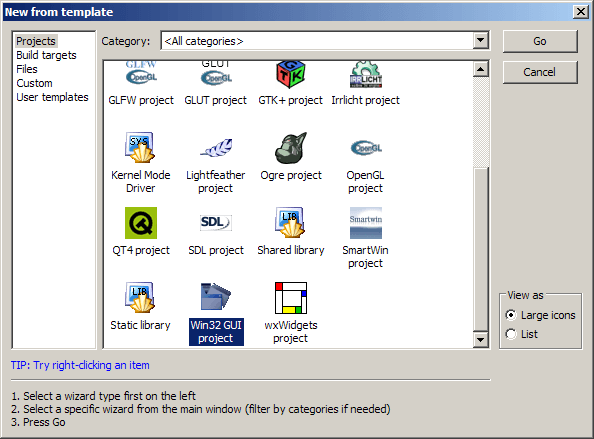 New from template
Projects
Build targets
Files
Custom
User templates
Category:
<All categories>
Go
Cancel
GLFW
OpenGL
GLFW project
GLUT
OpenGL
GLUT project
GTK
GTK+ project
IRRLICHT
Irrlicht project
SYS
Kernel Mode
Driver
Lightfeather
project
Ogre project
OpenGL
OpenGL
project
QT4 project
SDL
SDL project
LIB
Shared library
Smartwin
SmartWin
project
LIB
Static library
Win32 GUI
project
wxWidgets
project
View as
Large icons
List
TIP: Try right-clicking an item
1. Select a wizard type first on the left
2. Select a specific wizard from the main window (filter by categories if needed)
3. Press Go